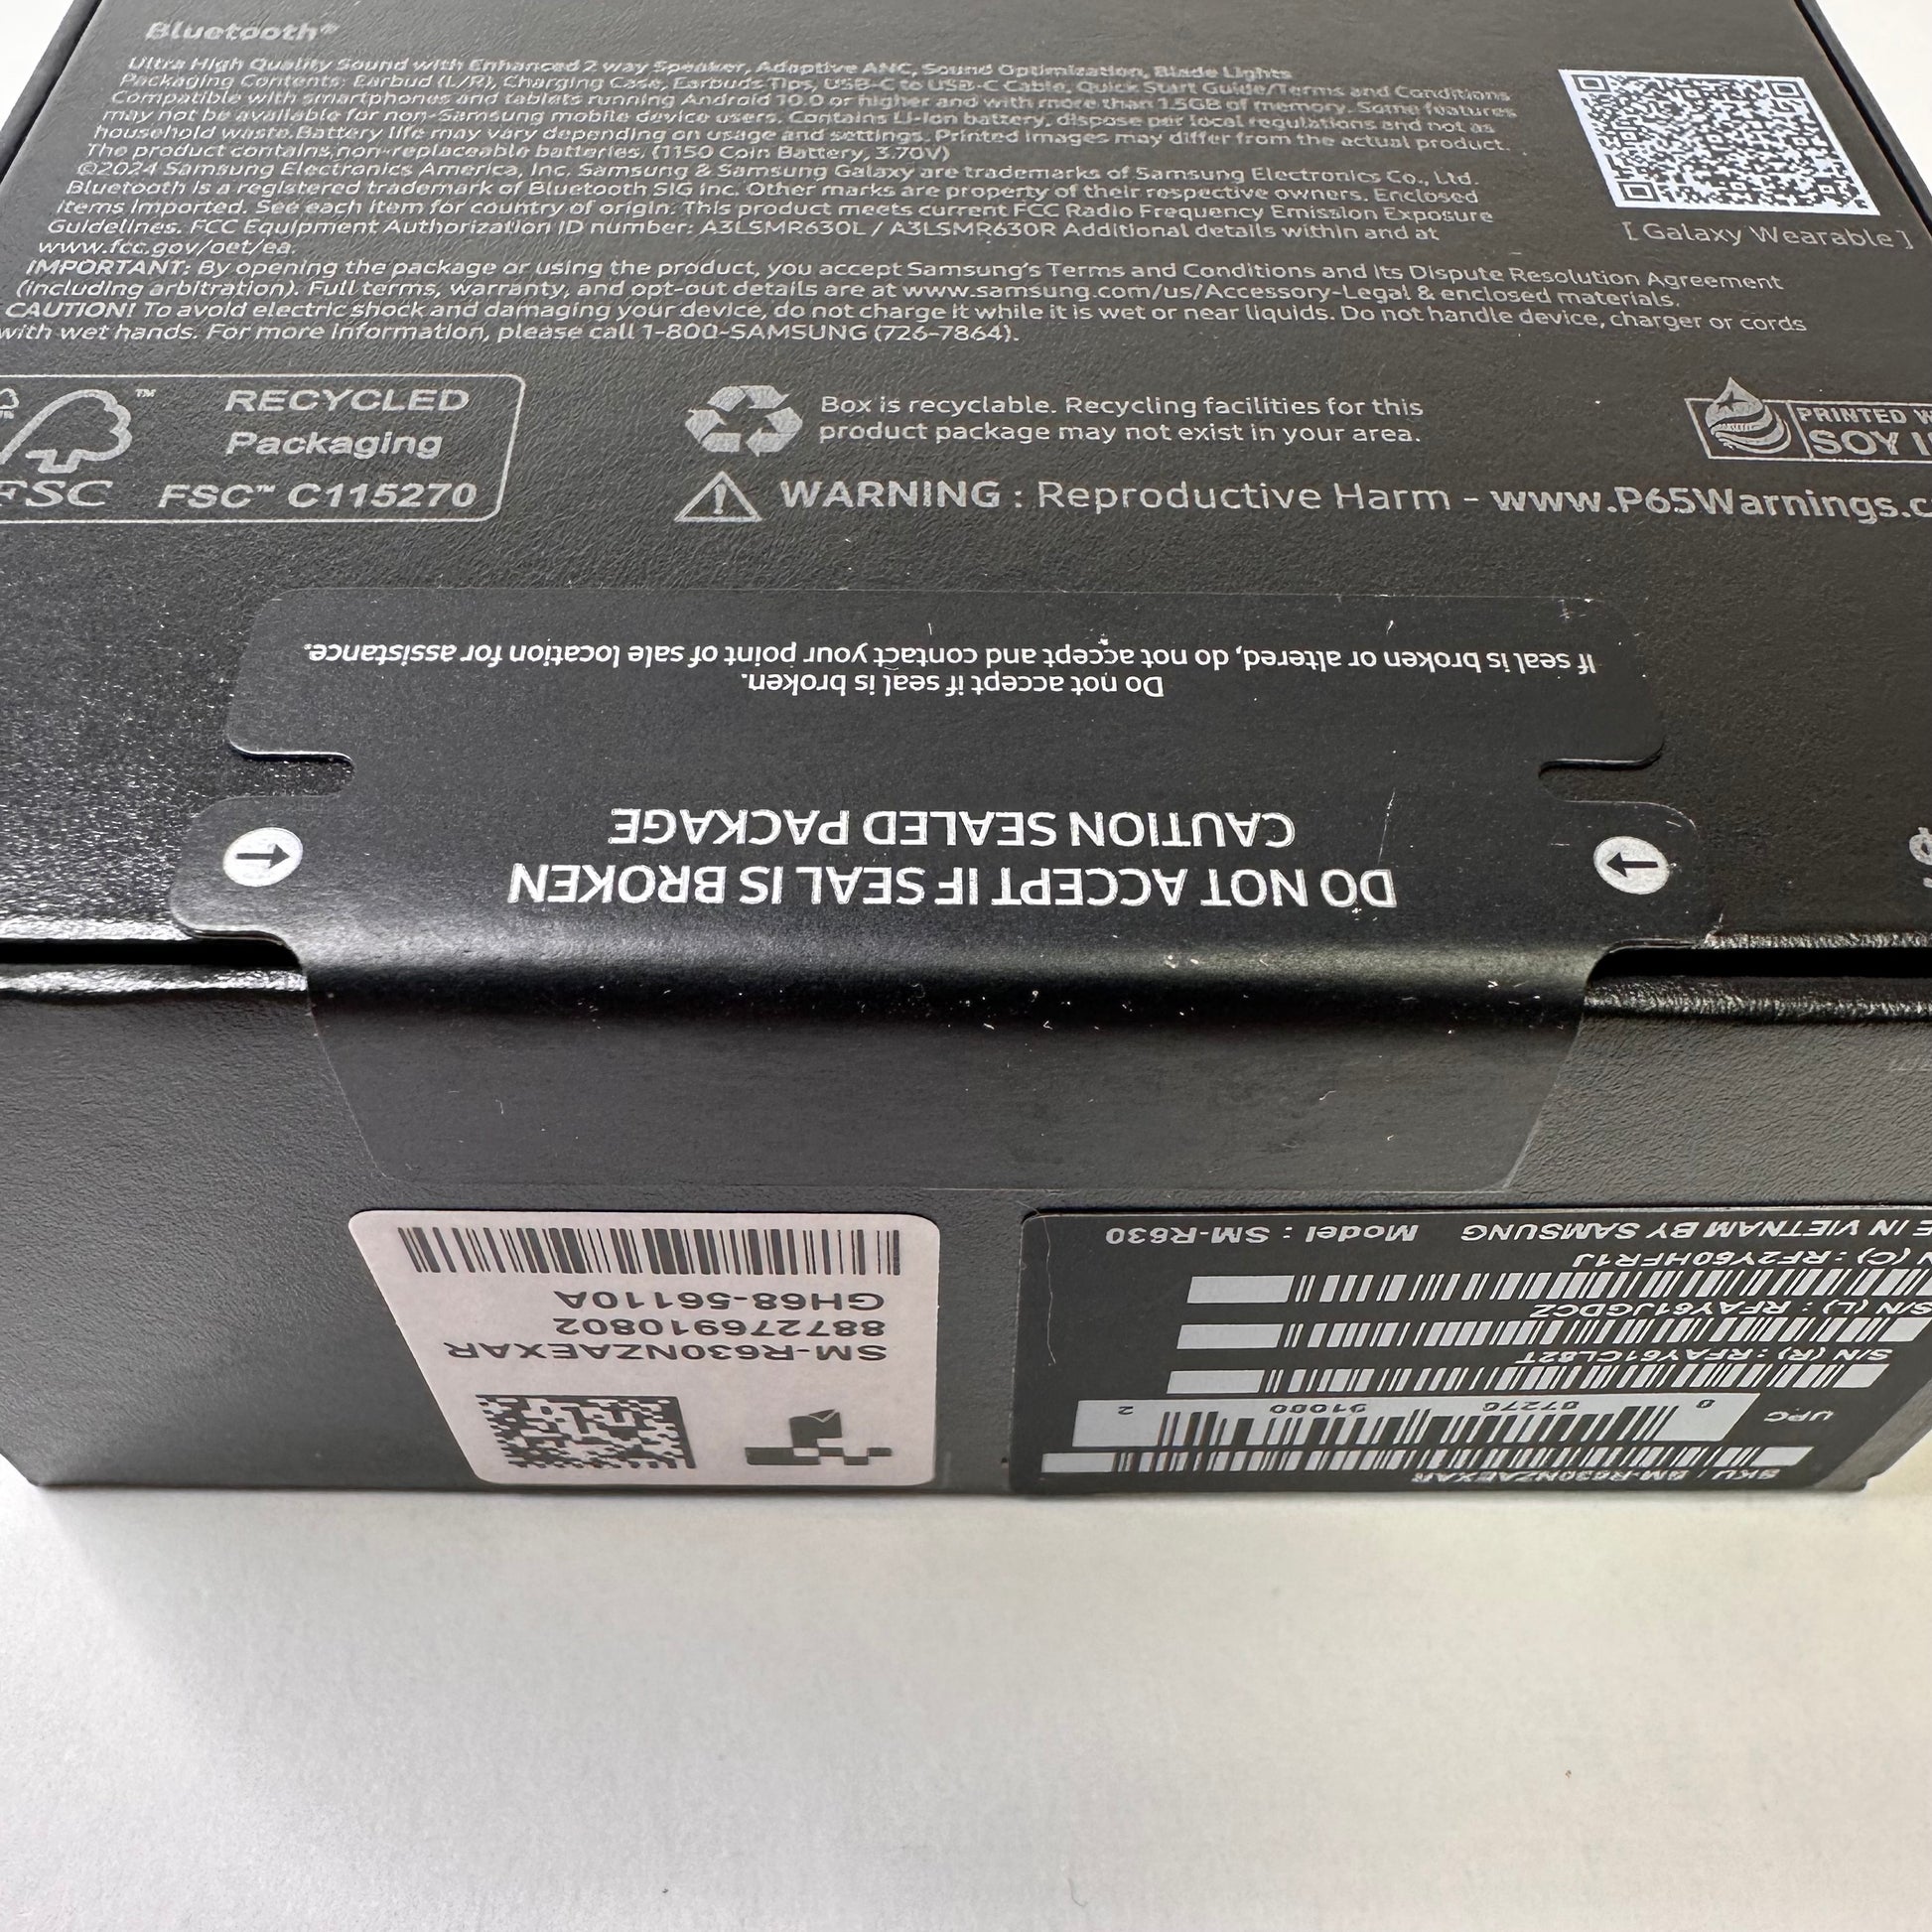 Bluetooth®
Ultra High Quality Sound with Enhanced 2 way Speaker, Adaptive ANC, Sound Optimization, Blade Lights
Packaging Contents: Earbud (L/R), Charging Case, Earbuds Tips, USB-C to USB-C Cable, Quick Start Guide/Terms and Conditions
Compatible with smartphones and tablets running Android 10.0 or higher and with more than 1.5GB of memory. Some features
may not be available for non-Samsung mobile device users. Contains Li-Ion battery, dispose per local regulations and not as
household waste. Battery life may vary depending on usage and settings. Printed images may differ from the actual product.
The product contains non-replaceable batteries. (1150 Coin Battery, 3.70V)
©2024 Samsung Electronics America, Inc. Samsung & Samsung Galaxy are trademarks of Samsung Electronics Co., Ltd.
Bluetooth is a registered trademark of Bluetooth SIG Inc. Other marks are property of their respective owners. Enclosed
items imported. See each item for country of origin. This product meets current FCC Radio Frequency Emission Exposure
Guidelines. FCC Equipment Authorization ID number: A3LSMR630L / A3LSMR630R Additional details within and at
www.fcc.gov/oet/ea.
IMPORTANT: By opening the package or using the product, you accept Samsung's Terms and Conditions and its Dispute Resolution Agreement
(including arbitration). Full terms, warranty, and opt-out details are at www.samsung.com/us/Accessory-Legal & enclosed materials.
CAUTION! To avoid electric shock and damaging your device, do not charge it while it is wet or near liquids. Do not handle device, charger or cords
with wet hands. For more information, please call 1-800-SAMSUNG (726-7864).
[ Galaxy Wearable ]
™
RECYCLED
Packaging
FSC
FSC™ C115270
Box is recyclable. Recycling facilities for this
product package may not exist in your area.
PRINTED
SOY
WARNING : Reproductive Harm - www.P65Warnings.c
DO NOT ACCEPT IF SEAL IS BROKEN
CAUTION SEALED PACKAGE
Do not accept if seal is broken.
If seal is broken or altered, do not accept and contact your point of sale location for assistance.
SKU : SM-R630NZAEXAR
UPC
8 87276 91080 2
S/N (R) : RFAY61CL82T
S/N (L) : RFAY61JGDCZ
N (C) : RF2Y60HFR1J
E IN VIETNAM BY SAMSUNG Model : SM-R630
SM-R630NZAEXAR
887276910802
GH68-56110A